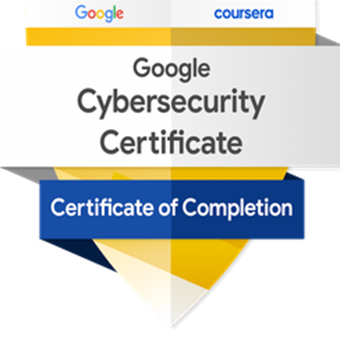 Google coursera
Google
Cybersecurity
Certificate
Certificate of Completion